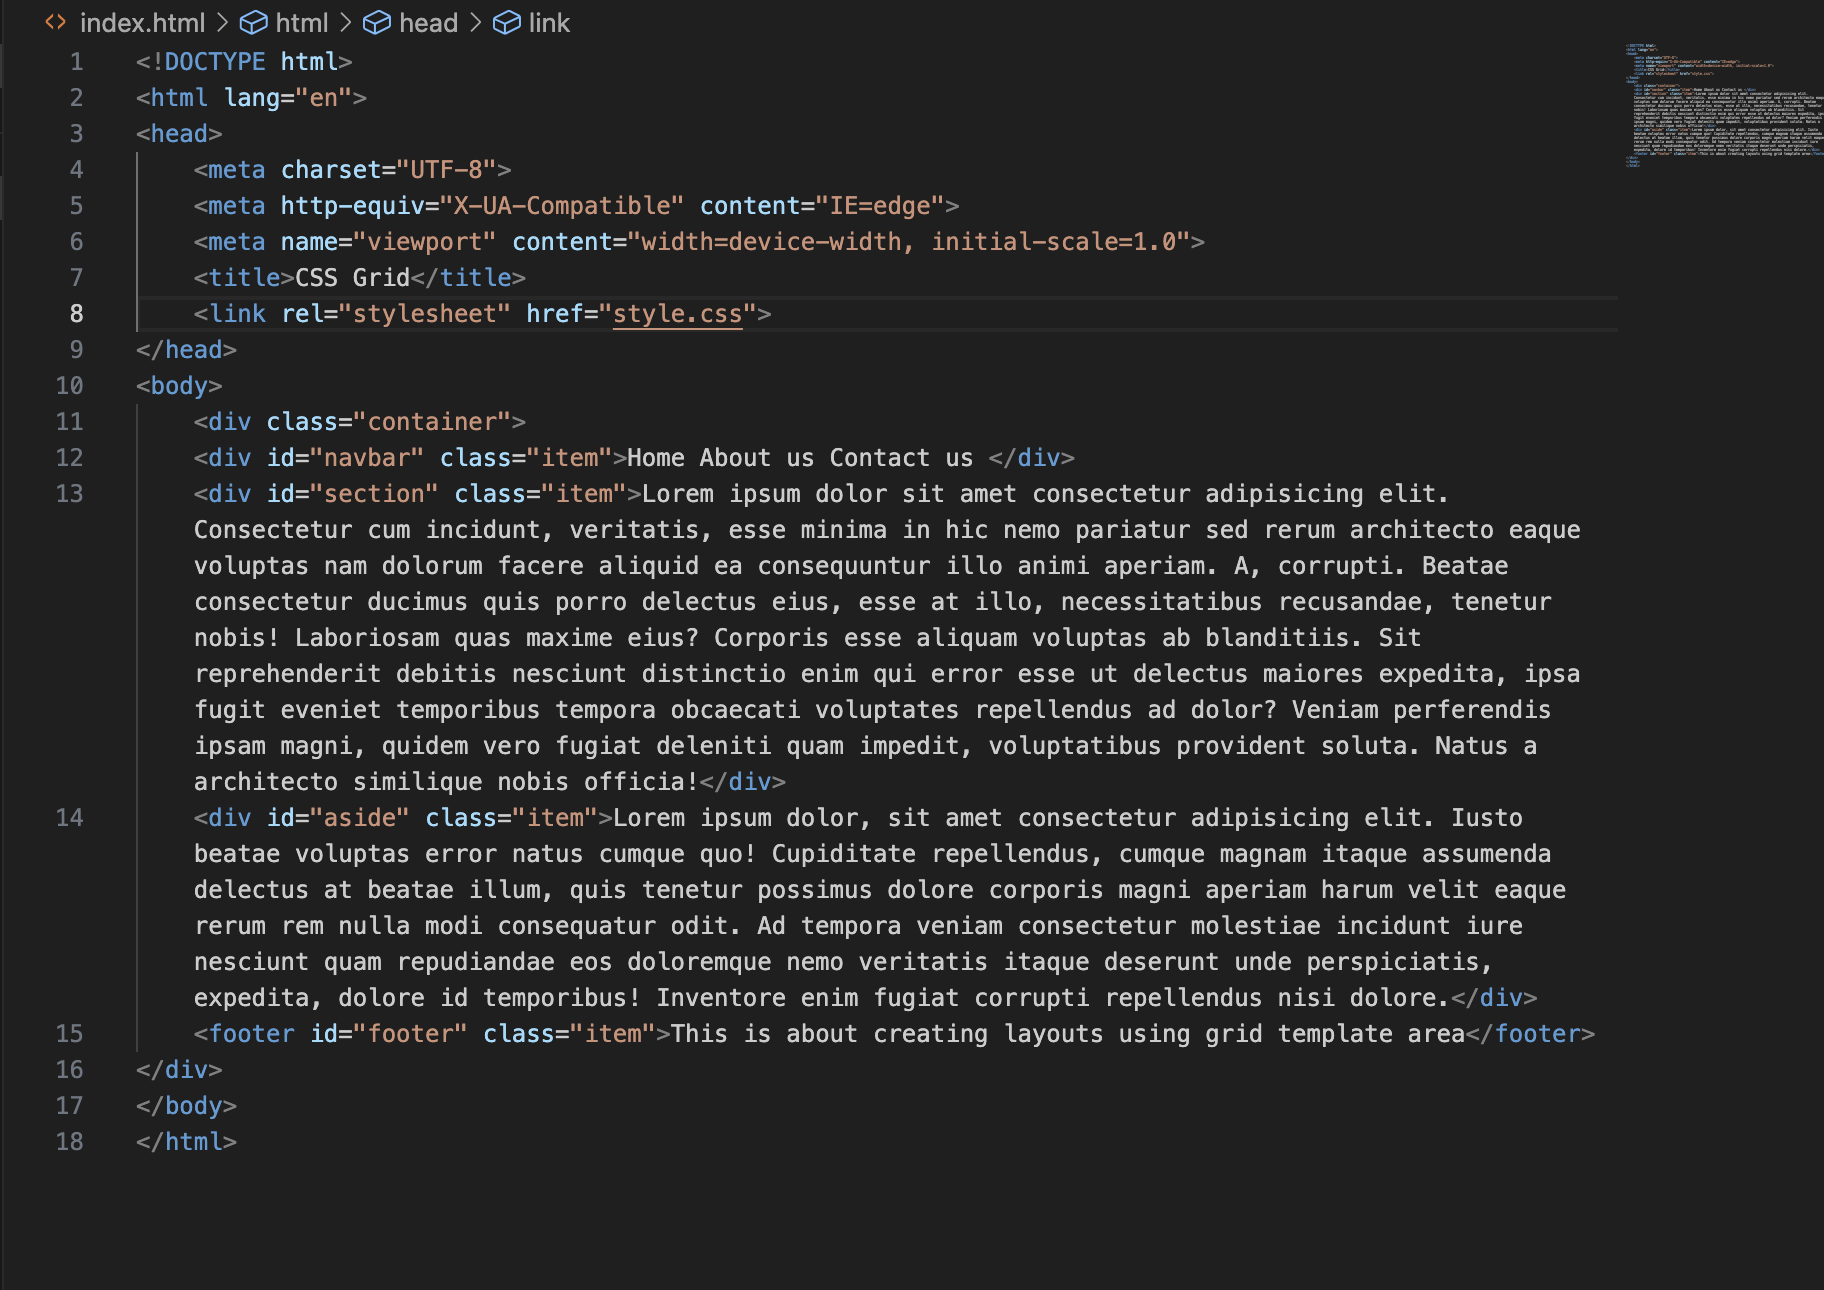 index.html > html > head > link
1 <!DOCTYPE html>
2 <html lang="en">
3 <head>
4 <meta charset="UTF-8">
5 <meta http-equiv="X-UA-Compatible" content="IE=edge">
6 <meta name="viewport" content="width=device-width, initial-scale=1.0">
7 <title>CSS Grid</title>
8 <link rel="stylesheet" href="style.css">
9 </head>
10 <body>
11 <div class="container">
12 <div id="navbar" class="item">Home About us Contact us </div>
13 <div id="section" class="item">Lorem ipsum dolor sit amet consectetur adipisicing elit.
Consectetur cum incidunt, veritatis, esse minima in hic nemo pariatur sed rerum architecto eaque
voluptas nam dolorum facere aliquid ea consequuntur illo animi aperiam. A, corrupti. Beatae
consectetur ducimus quis porro delectus eius, esse at illo, necessitatibus recusandae, tenetur
nobis! Laboriosam quas maxime eius? Corporis esse aliquam voluptas ab blanditiis. Sit
reprehenderit debitis nesciunt distinctio enim qui error esse ut delectus maiores expedita, ipsa
fugit eveniet temporibus tempora obcaecati voluptates repellendus ad dolor? Veniam perferendis
ipsam magni, quidem vero fugiat deleniti quam impedit, voluptatibus provident soluta. Natus a
architecto similique nobis officia!</div>
14 <div id="aside" class="item">Lorem ipsum dolor, sit amet consectetur adipisicing elit. Iusto
beatae voluptas error natus cumque quo! Cupiditate repellendus, cumque magnam itaque assumenda
delectus at beatae illum, quis tenetur possimus dolore corporis magni aperiam harum velit eaque
rerum rem nulla modi consequatur odit. Ad tempora veniam consectetur molestiae incidunt iure
nesciunt quam repudiandae eos doloremque nemo veritatis itaque deserunt unde perspiciatis,
expedita, dolore id temporibus! Inventore enim fugiat corrupti repellendus nisi dolore.</div>
15 <footer id="footer" class="item">This is about creating layouts using grid template area</footer>
16 </div>
17 </body>
18 </html>